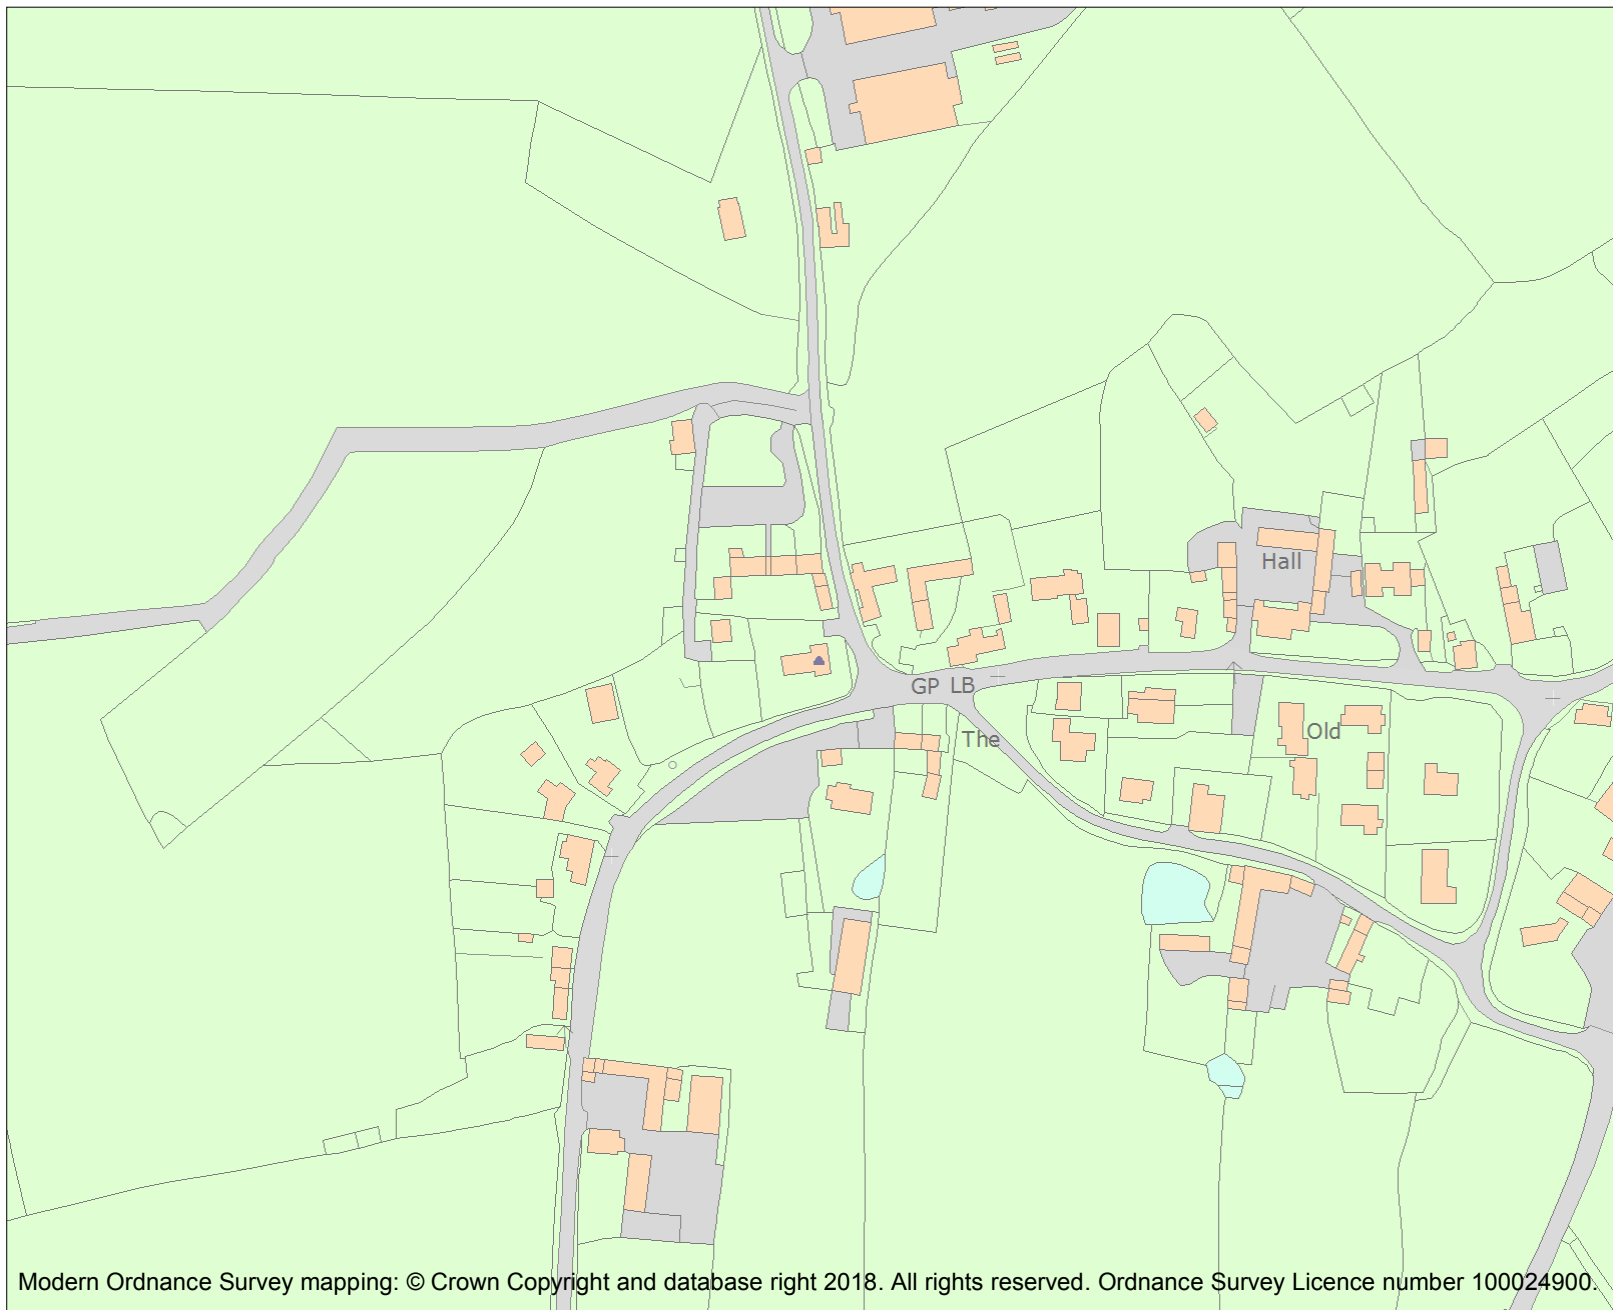 Hall
GP LB
The
Old
Modern Ordnance Survey mapping: © Crown Copyright and database right 2018. All rights reserved. Ordnance Survey Licence number 100024900.